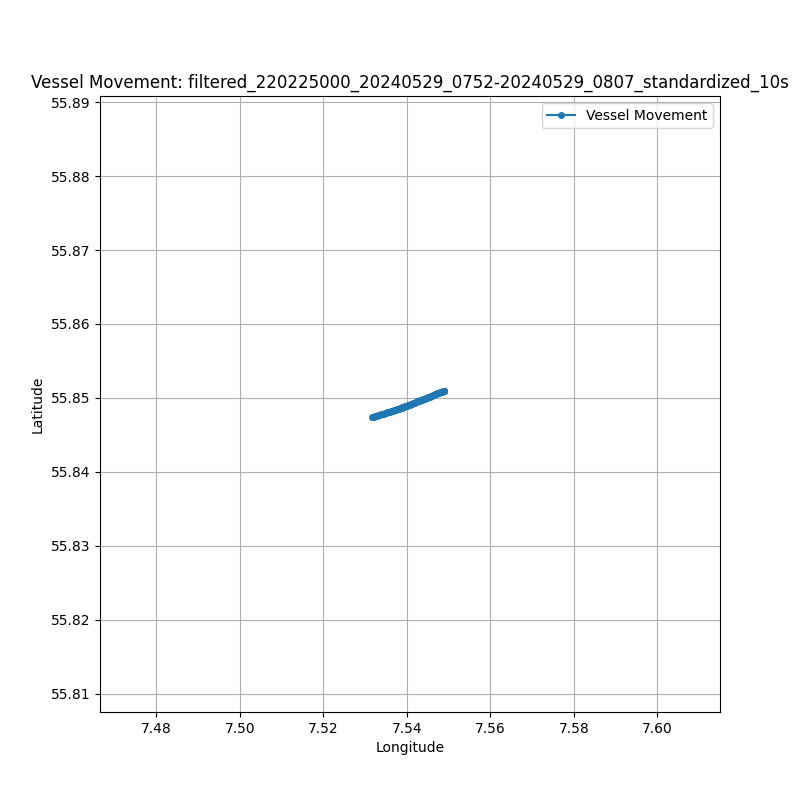 Vessel Movement: filtered_220225000_20240529_0752-20240529_0807_standardized_10s
Vessel Movement
55.89
55.88
55.87
55.86
55.85
55.84
55.83
55.82
55.81
Latitude
7.48 7.50 7.52 7.54 7.56 7.58 7.60
Longitude